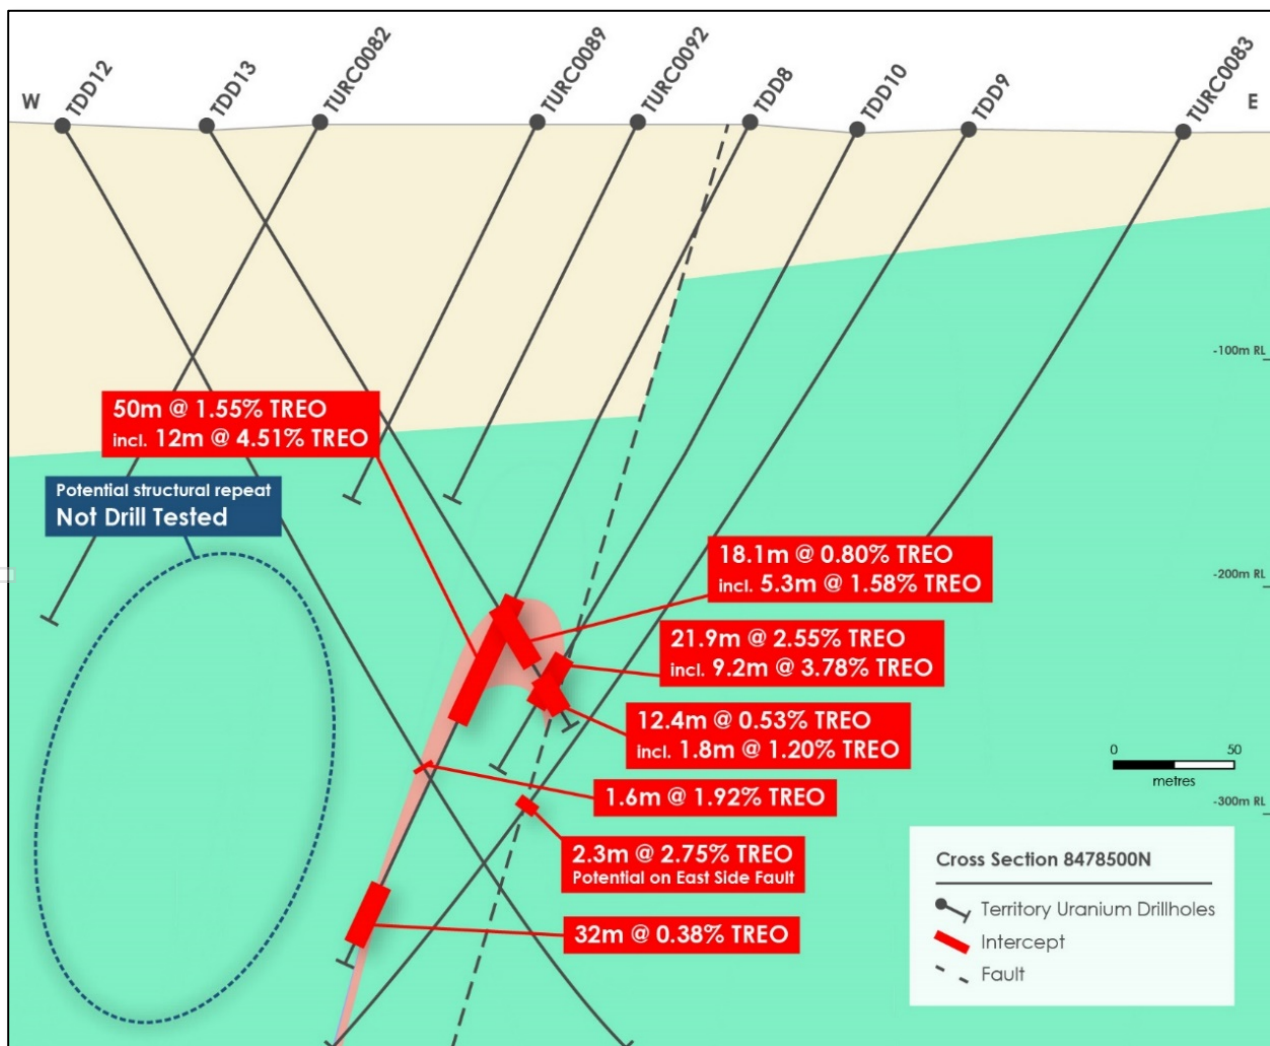 W
TDD12
TDD13
TURC0082
TURC0089
TURC0092
TDD8
TDD10
TDD9
TURC0083
E
-100m RL
50m @ 1.55% TREO
incl. 12m @ 4.51% TREO
Potential structural repeat
Not Drill Tested
18.1m @ 0.80% TREO
incl. 5.3m @ 1.58% TREO
-200m RL
21.9m @ 2.55% TREO
incl. 9.2m @ 3.78% TREO
12.4m @ 0.53% TREO
incl. 1.8m @ 1.20% TREO
0 50
metres
1.6m @ 1.92% TREO
-300m RL
2.3m @ 2.75% TREO
Potential on East Side Fault
32m @ 0.38% TREO
Cross Section 8478500N
Territory Uranium Drillholes
Intercept
Fault